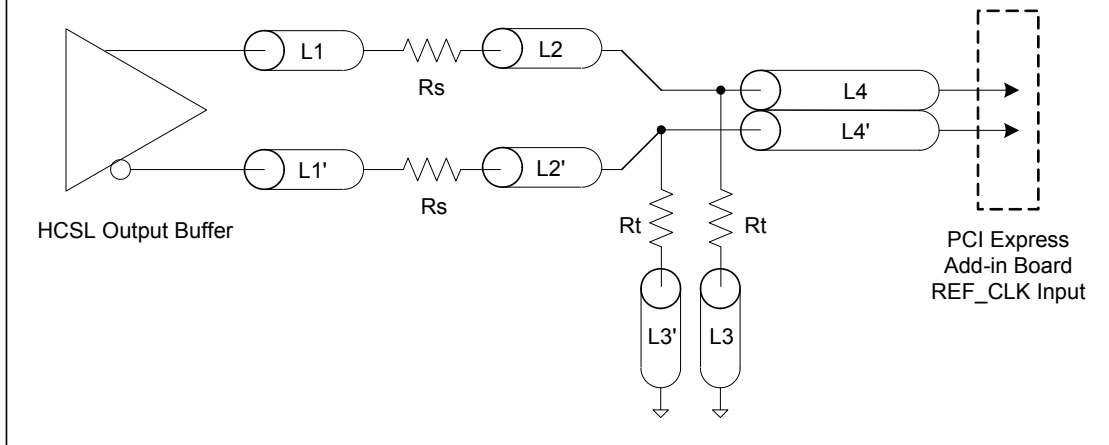 L1
Rs
L2
L4
L4'
L1'
Rs
L2'
HCSL Output Buffer
Rt
Rt
L3'
L3
PCI Express
Add-in Board
REF_CLK Input